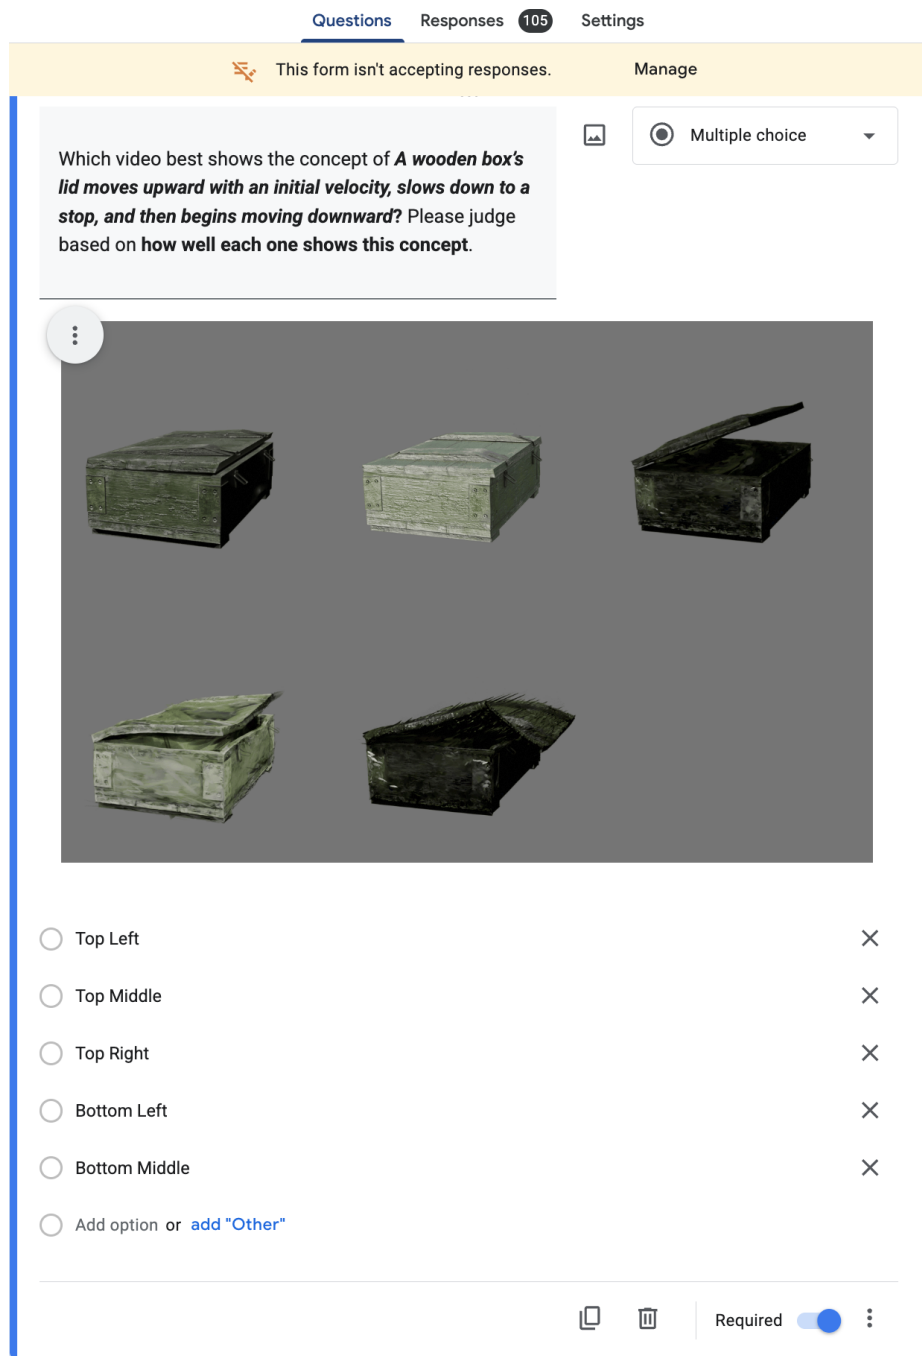 Questions Responses 105 Settings
This form isn't accepting responses. Manage
Which video best shows the concept of A wooden box’s
lid moves upward with an initial velocity, slows down to a
stop, and then begins moving downward? Please judge
based on how well each one shows this concept.
Multiple choice
Top Left
Top Middle
Top Right
Bottom Left
Bottom Middle
Add option or add "Other"
Required